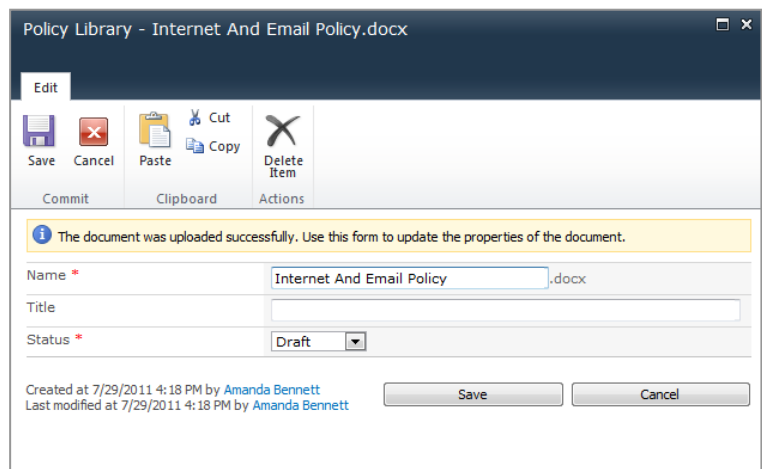 Policy Library - Internet And Email Policy.docx
Edit
Save Cancel Paste Cut Copy Delete Item
Commit Clipboard Actions
The document was uploaded successfully. Use this form to update the properties of the document.
Name * Internet And Email Policy .docx
Title
Status * Draft
Created at 7/29/2011 4:18 PM by Amanda Bennett
Last modified at 7/29/2011 4:18 PM by Amanda Bennett
Save Cancel